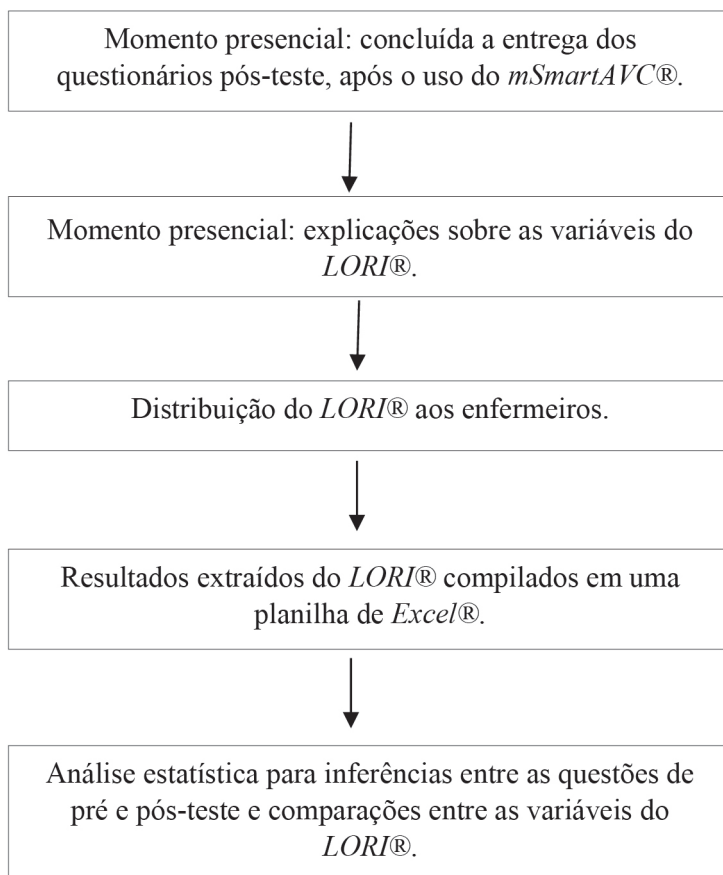 Momento presencial: concluída a entrega dos
questionários pós-teste, após o uso do mSmartAVC®.
Momento presencial: explicações sobre as variáveis do
LORI®.
Distribuição do LORI® aos enfermeiros.
Resultados extraídos do LORI® compilados em uma
planilha de Excel®.
Análise estatística para inferências entre as questões de
pré e pós-teste e comparações entre as variáveis do
LORI®.